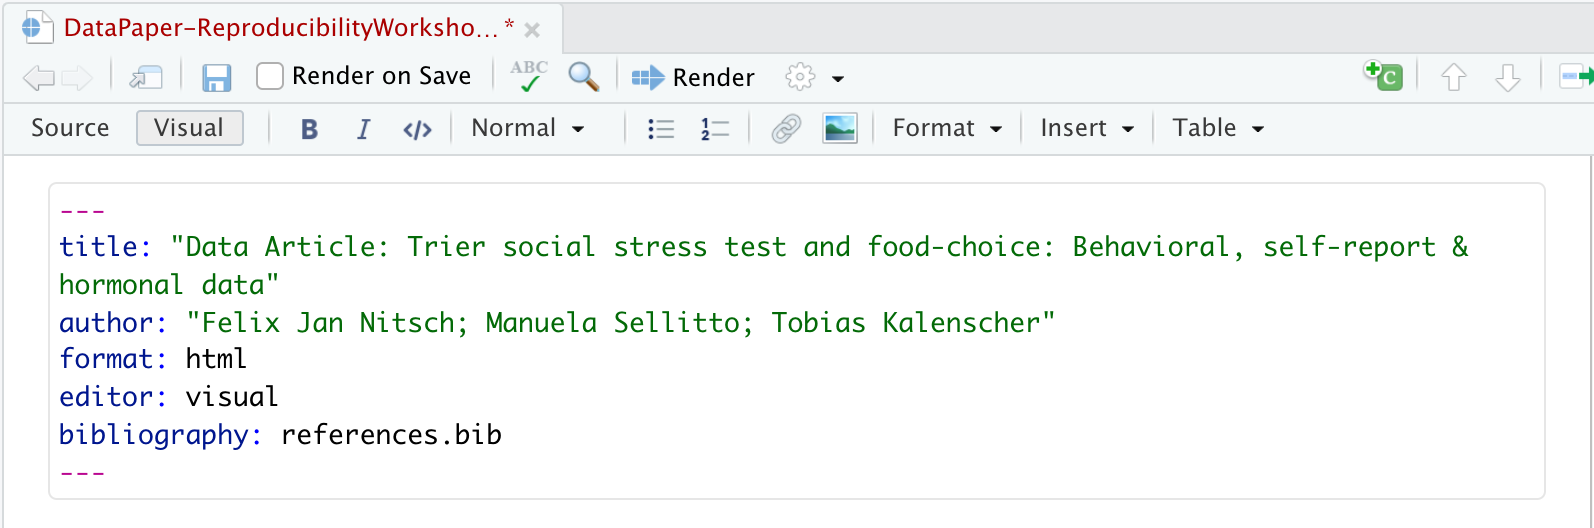 DataPaper-ReproducibilityWorksho...*
ABC
Render on Save
Render
C
Source Visual B I </> Normal 1 2 Format Insert Table
---
title: "Data Article: Trier social stress test and food-choice: Behavioral, self-report &
hormonal data"
author: "Felix Jan Nitsch; Manuela Sellitto; Tobias Kalenscher"
format: html
editor: visual
bibliography: references.bib
---